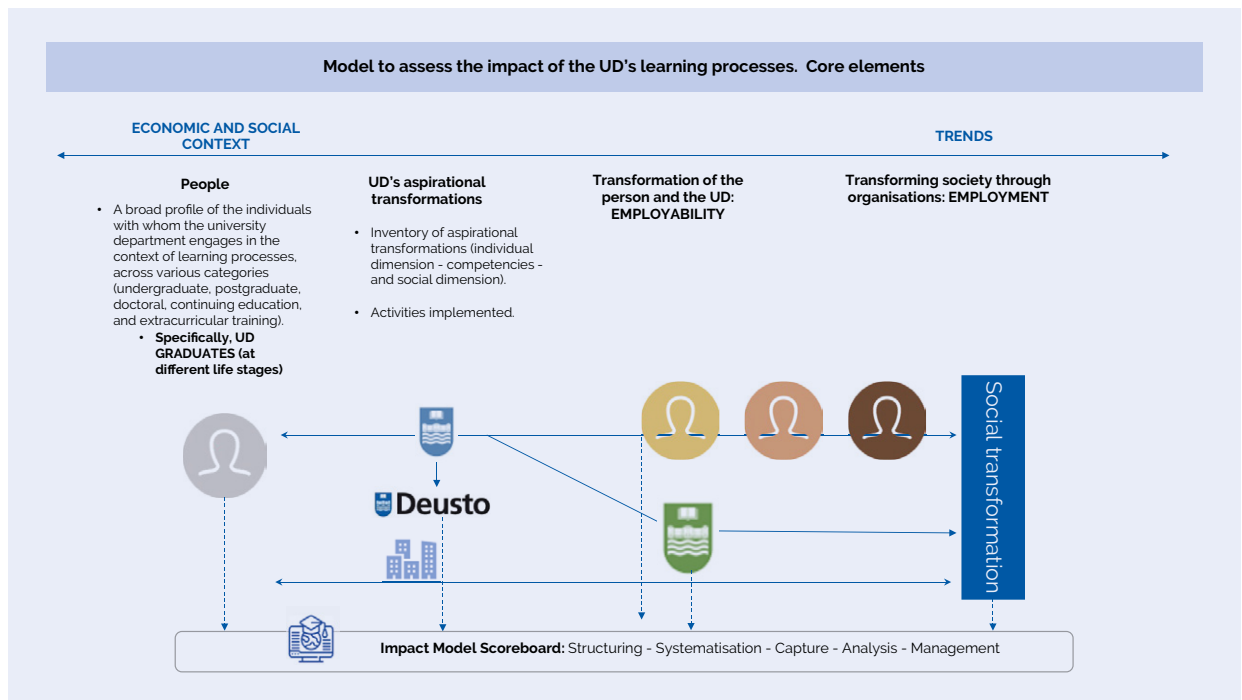 Model to assess the impact of the UD's learning processes.  Core elements
ECONOMIC AND SOCIAL
CONTEXT
TRENDS
People
• A broad profile of the individuals
with whom the university
department engages in the
context of learning processes,
across various categories
(undergraduate, postgraduate,
doctoral, continuing education,
and extracurricular training).
• Specifically, UD
GRADUATES (at
different life stages)
UD's aspirational
transformations
• Inventory of aspirational
transformations (individual
dimension - competencies -
and social dimension).
• Activities implemented.
Transformation of the
person and the UD:
EMPLOYABILITY
Transforming society through
organisations: EMPLOYMENT
Deusto
Social transformation
Impact Model Scoreboard: Structuring - Systematisation - Capture - Analysis - Management